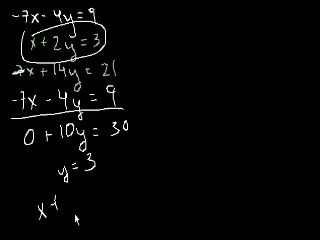 -7x - 4y = 9
x + 2y = 3
7x + 14y = 21
-7x - 4y = 9
0 + 10y = 30
y = 3
x +